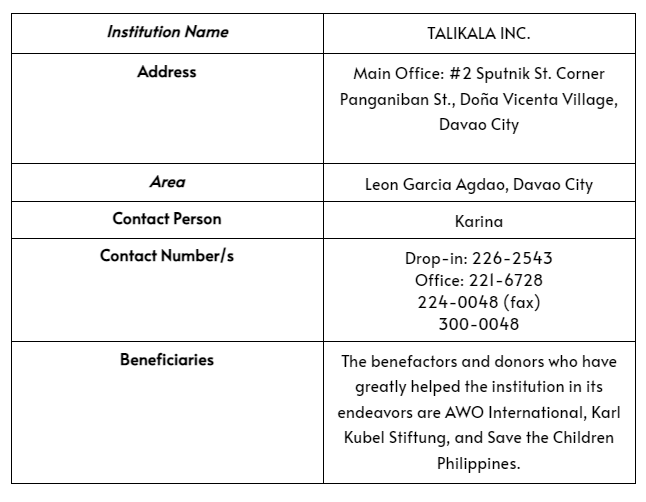 Institution Name
TALIKALA INC.
Address
Main Office: #2 Sputnik St. Corner
Panganiban St., Doña Vicenta Village,
Davao City
Area
Leon Garcia Agdao, Davao City
Contact Person
Karina
Contact Number/s
Drop-in: 226-2543
Office: 221-6728
224-0048 (fax)
300-0048
Beneficiaries
The benefactors and donors who have
greatly helped the institution in its
endeavors are AWO International, Karl
Kubel Stiftung, and Save the Children
Philippines.